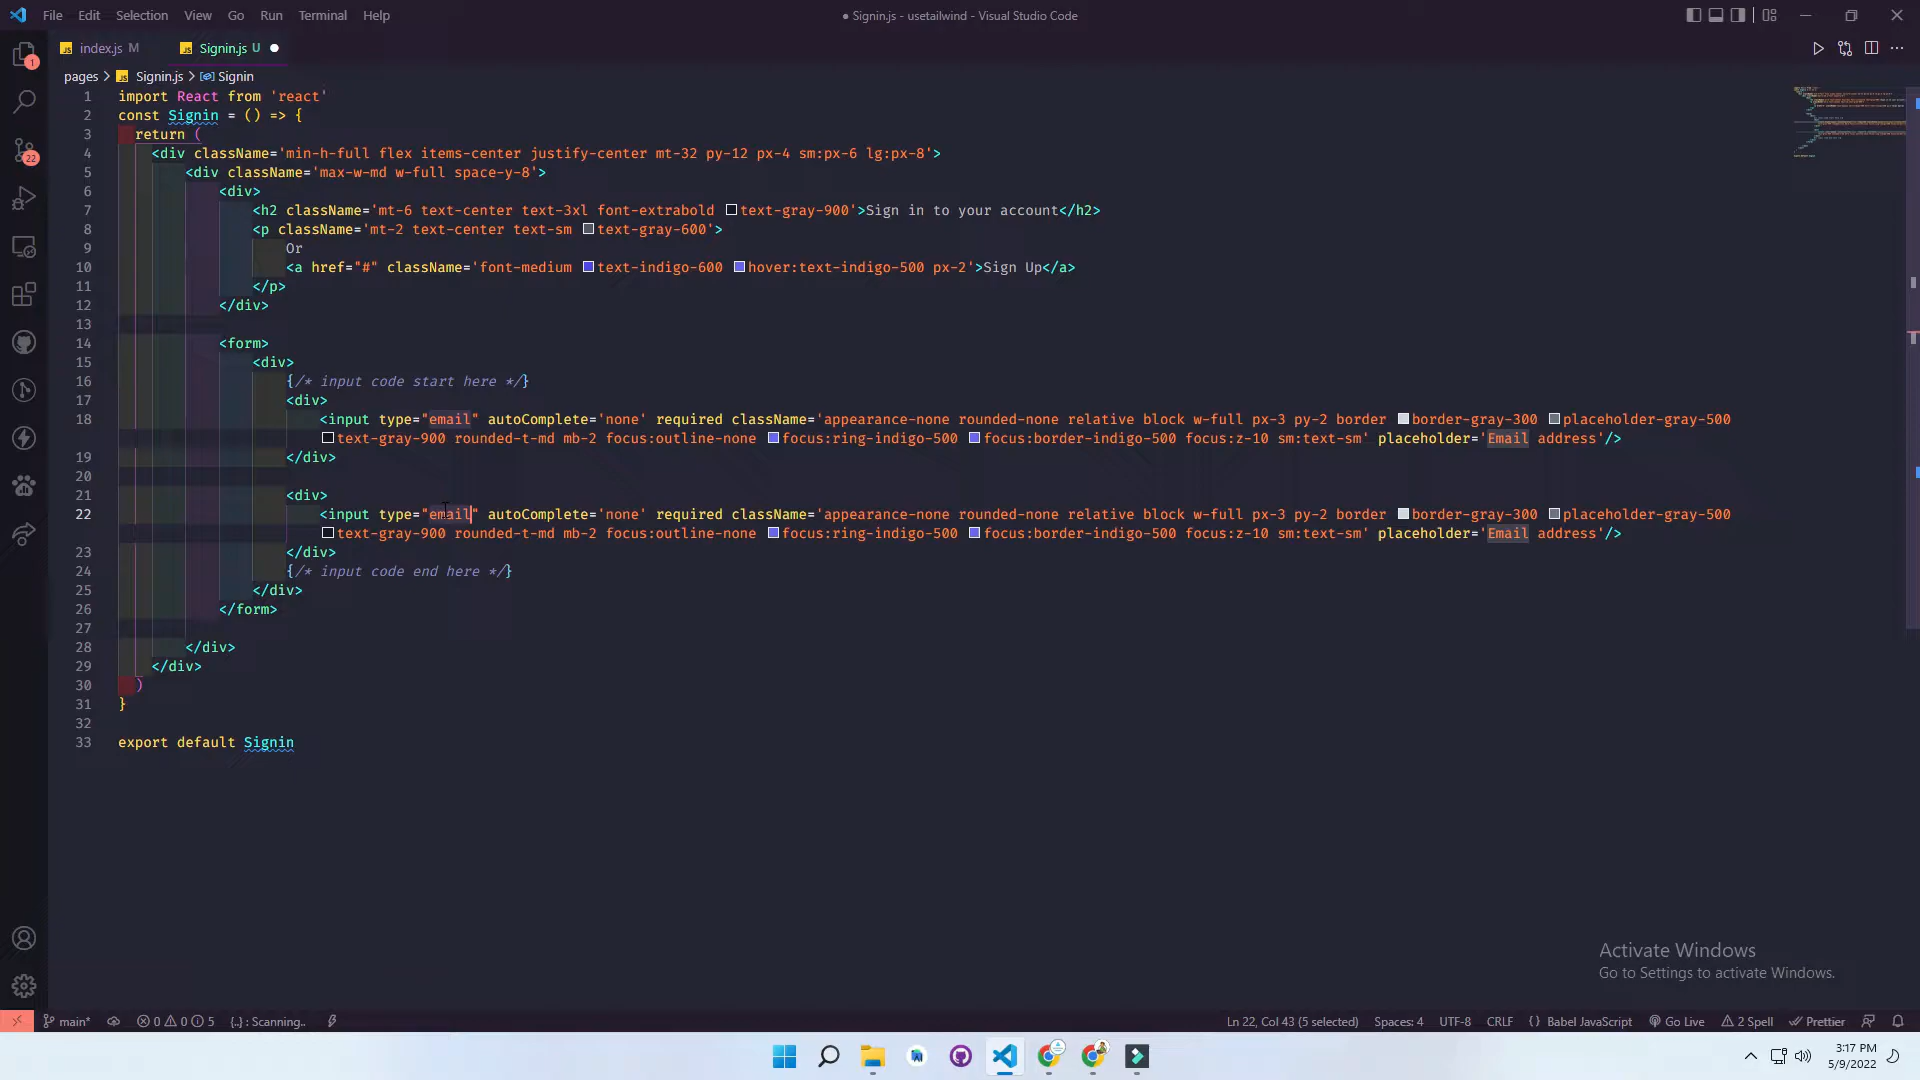 File Edit Selection View Go Run Terminal Help
● Signin.js - usetailwind - Visual Studio Code
JS index.js M
JS Signin.js U ●
pages > JS Signin.js > Signin
1 import React from 'react'
2 const Signin = () => {
3 return (
4 <div className='min-h-full flex items-center justify-center mt-32 py-12 px-4 sm:px-6 lg:px-8'>
5 <div className='max-w-md w-full space-y-8'>
6 <div>
7 <h2 className='mt-6 text-center text-3xl font-extrabold text-gray-900'>Sign in to your account</h2>
8 <p className='mt-2 text-center text-sm text-gray-600'>
9 Or
10 <a href="#" className='font-medium text-indigo-600 hover:text-indigo-500 px-2'>Sign Up</a>
11 </p>
12 </div>
13
14 <form>
15 <div>
16 {/* input code start here */}
17 <div>
18 <input type="email" autoComplete='none' required className='appearance-none rounded-none relative block w-full px-3 py-2 border border-gray-300 placeholder-gray-500
text-gray-900 rounded-t-md mb-2 focus:outline-none focus:ring-indigo-500 focus:border-indigo-500 focus:z-10 sm:text-sm' placeholder='Email address'/>
19 </div>
20
21 <div>
22 <input type="email" autoComplete='none' required className='appearance-none rounded-none relative block w-full px-3 py-2 border border-gray-300 placeholder-gray-500
text-gray-900 rounded-t-md mb-2 focus:outline-none focus:ring-indigo-500 focus:border-indigo-500 focus:z-10 sm:text-sm' placeholder='Email address'/>
23 </div>
24 {/* input code end here */}
25 </div>
26 </form>
27
28 </div>
29 </div>
30 )
31 }
32
33 export default Signin
1
22
Activate Windows
Go to Settings to activate Windows.
main* 0 0 5 {..} : Scanning.. Ln 22, Col 43 (5 selected) Spaces: 4 UTF-8 CRLF {} Babel JavaScript Go Live 2 Spell Prettier
3:17 PM
5/9/2022